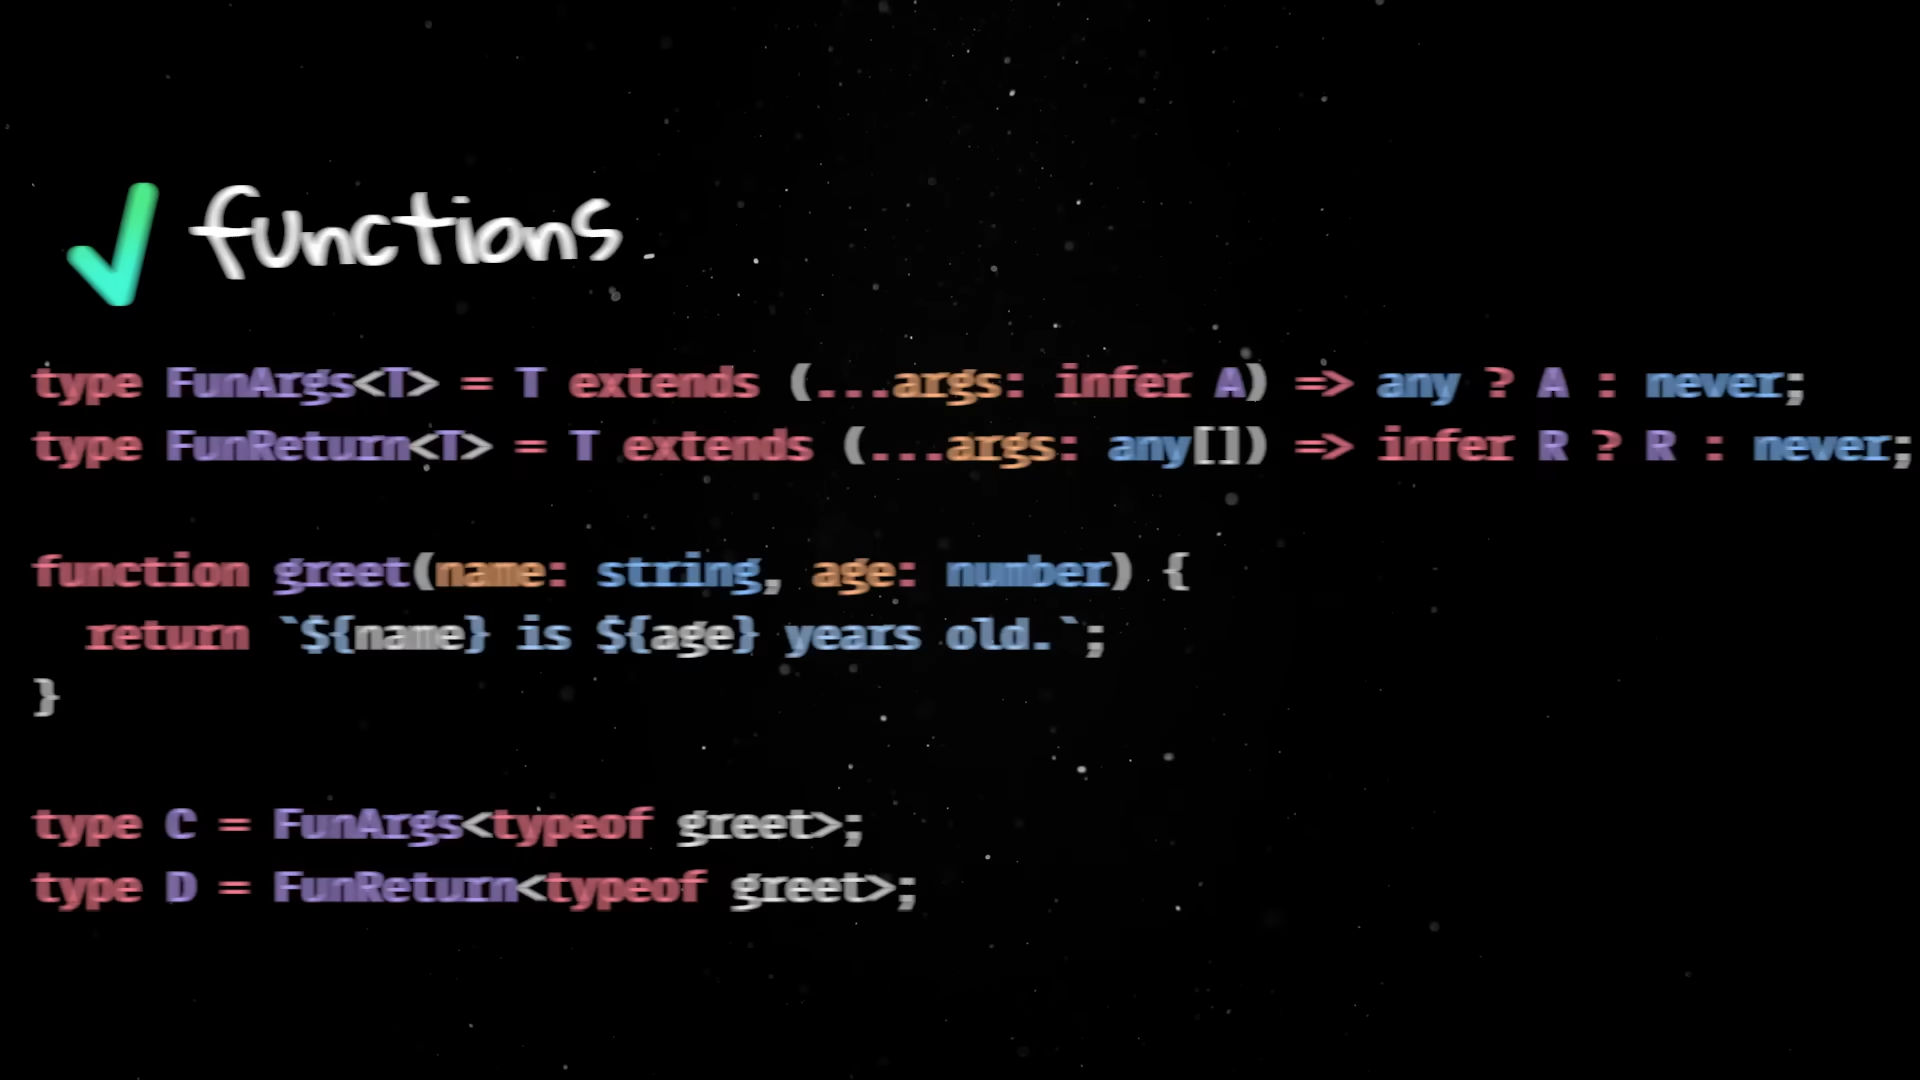 functions
type FunArgs<T> = T extends (...args: infer A) => any ? A : never;
type FunReturn<T> = T extends (...args: any[]) => infer R ? R : never;
function greet(name: string, age: number) {
  return `${name} is ${age} years old.`;
}
type C = FunArgs<typeof greet>;
type D = FunReturn<typeof greet>;